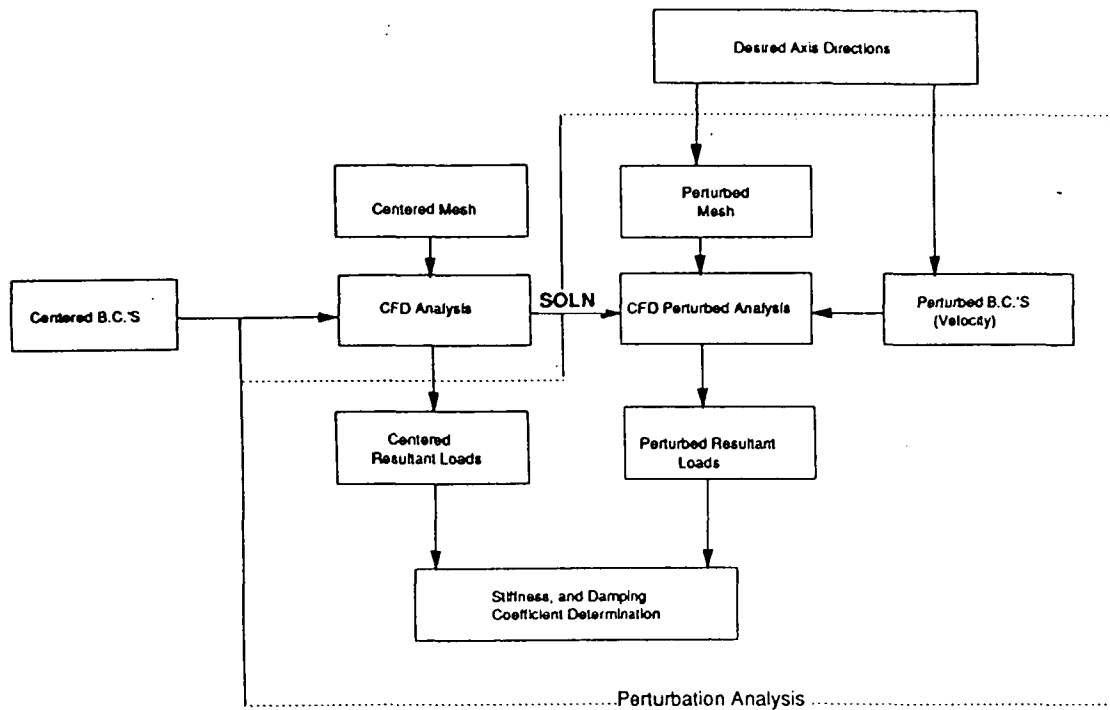 Desired Axis Directions
Centered Mesh
Perturbed
Mesh
Centered B.C.'S
CFD Analysis
SOLN
CFD Perturbed Analysis
Perturbed B.C.'S
(Velocity)
Centered
Resultant Loads
Perturbed Resultant
Loads
Stiffness, and Damping
Coefficient Determination
Perturbation Analysis